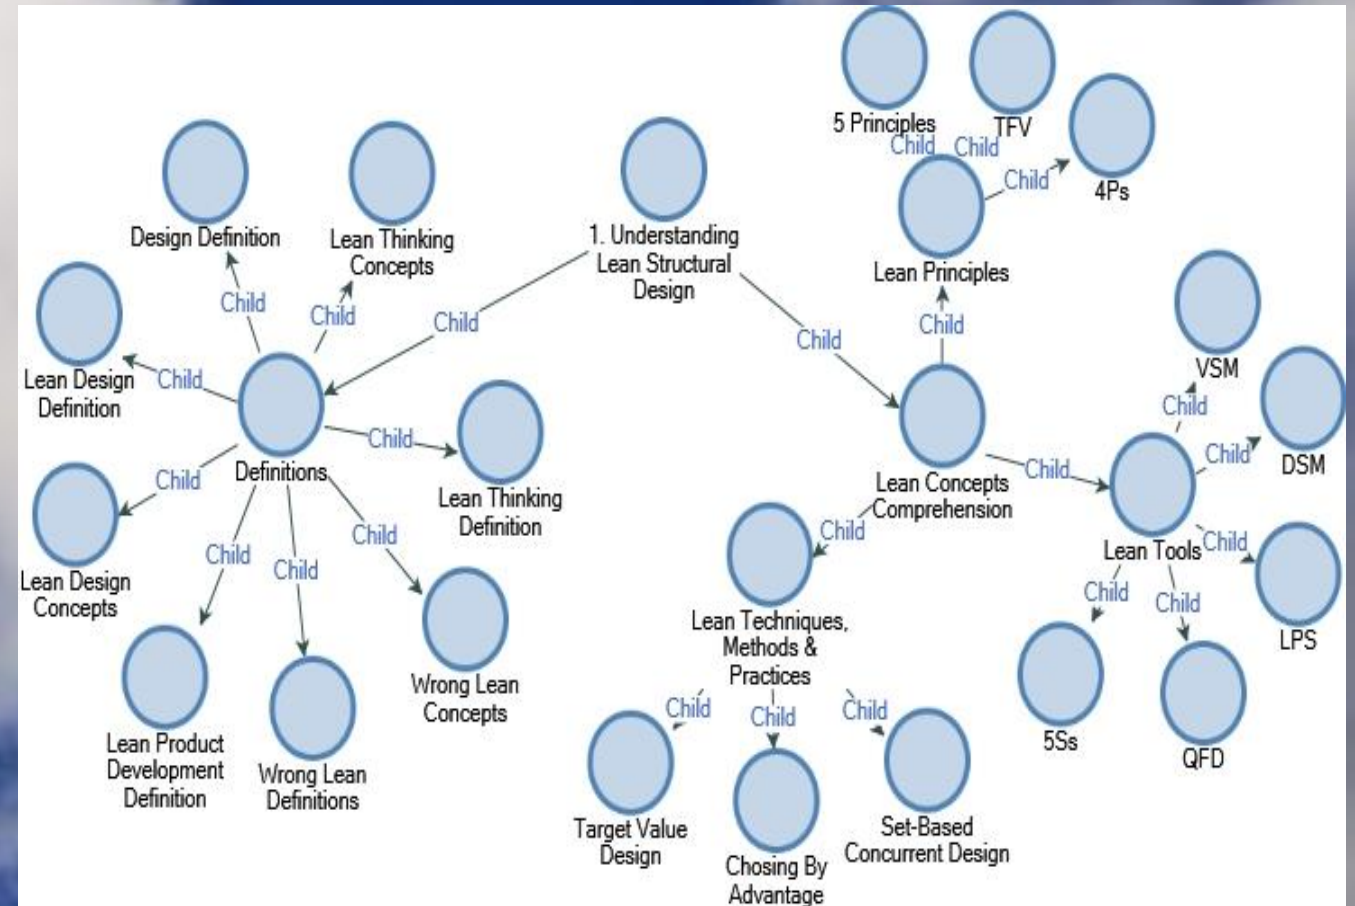 5 Principles
TFV
Child
Child
Child
4Ps
Lean Principles
Child
Design Definition
Lean Thinking
Concepts
1. Understanding
Lean Structural
Design
Child
Child
Child
Child
Lean Design
Definition
Child
Definitions
Child
Lean Thinking
Definition
Child
Lean Design
Concepts
Child
Child
Child
Lean Product
Development
Definition
Wrong Lean
Definitions
Wrong Lean
Concepts
Lean Concepts
Comprehension
Child
Child
Lean Techniques,
Methods &
Practices
Child
Child
Child
Target Value
Design
Chosing By
Advantage
Set-Based
Concurrent Design
VSM
Child
Child
DSM
Lean Tools
Child
LPS
Child
Child
5Ss
QFD